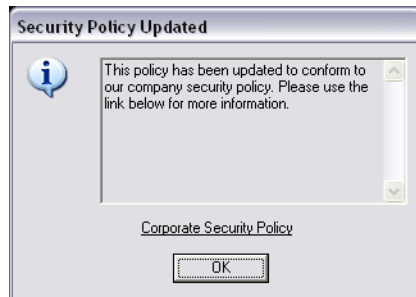 Security Policy Updated
This policy has been updated to conform to
our company security policy. Please use the
link below for more information.
Corporate Security Policy
OK